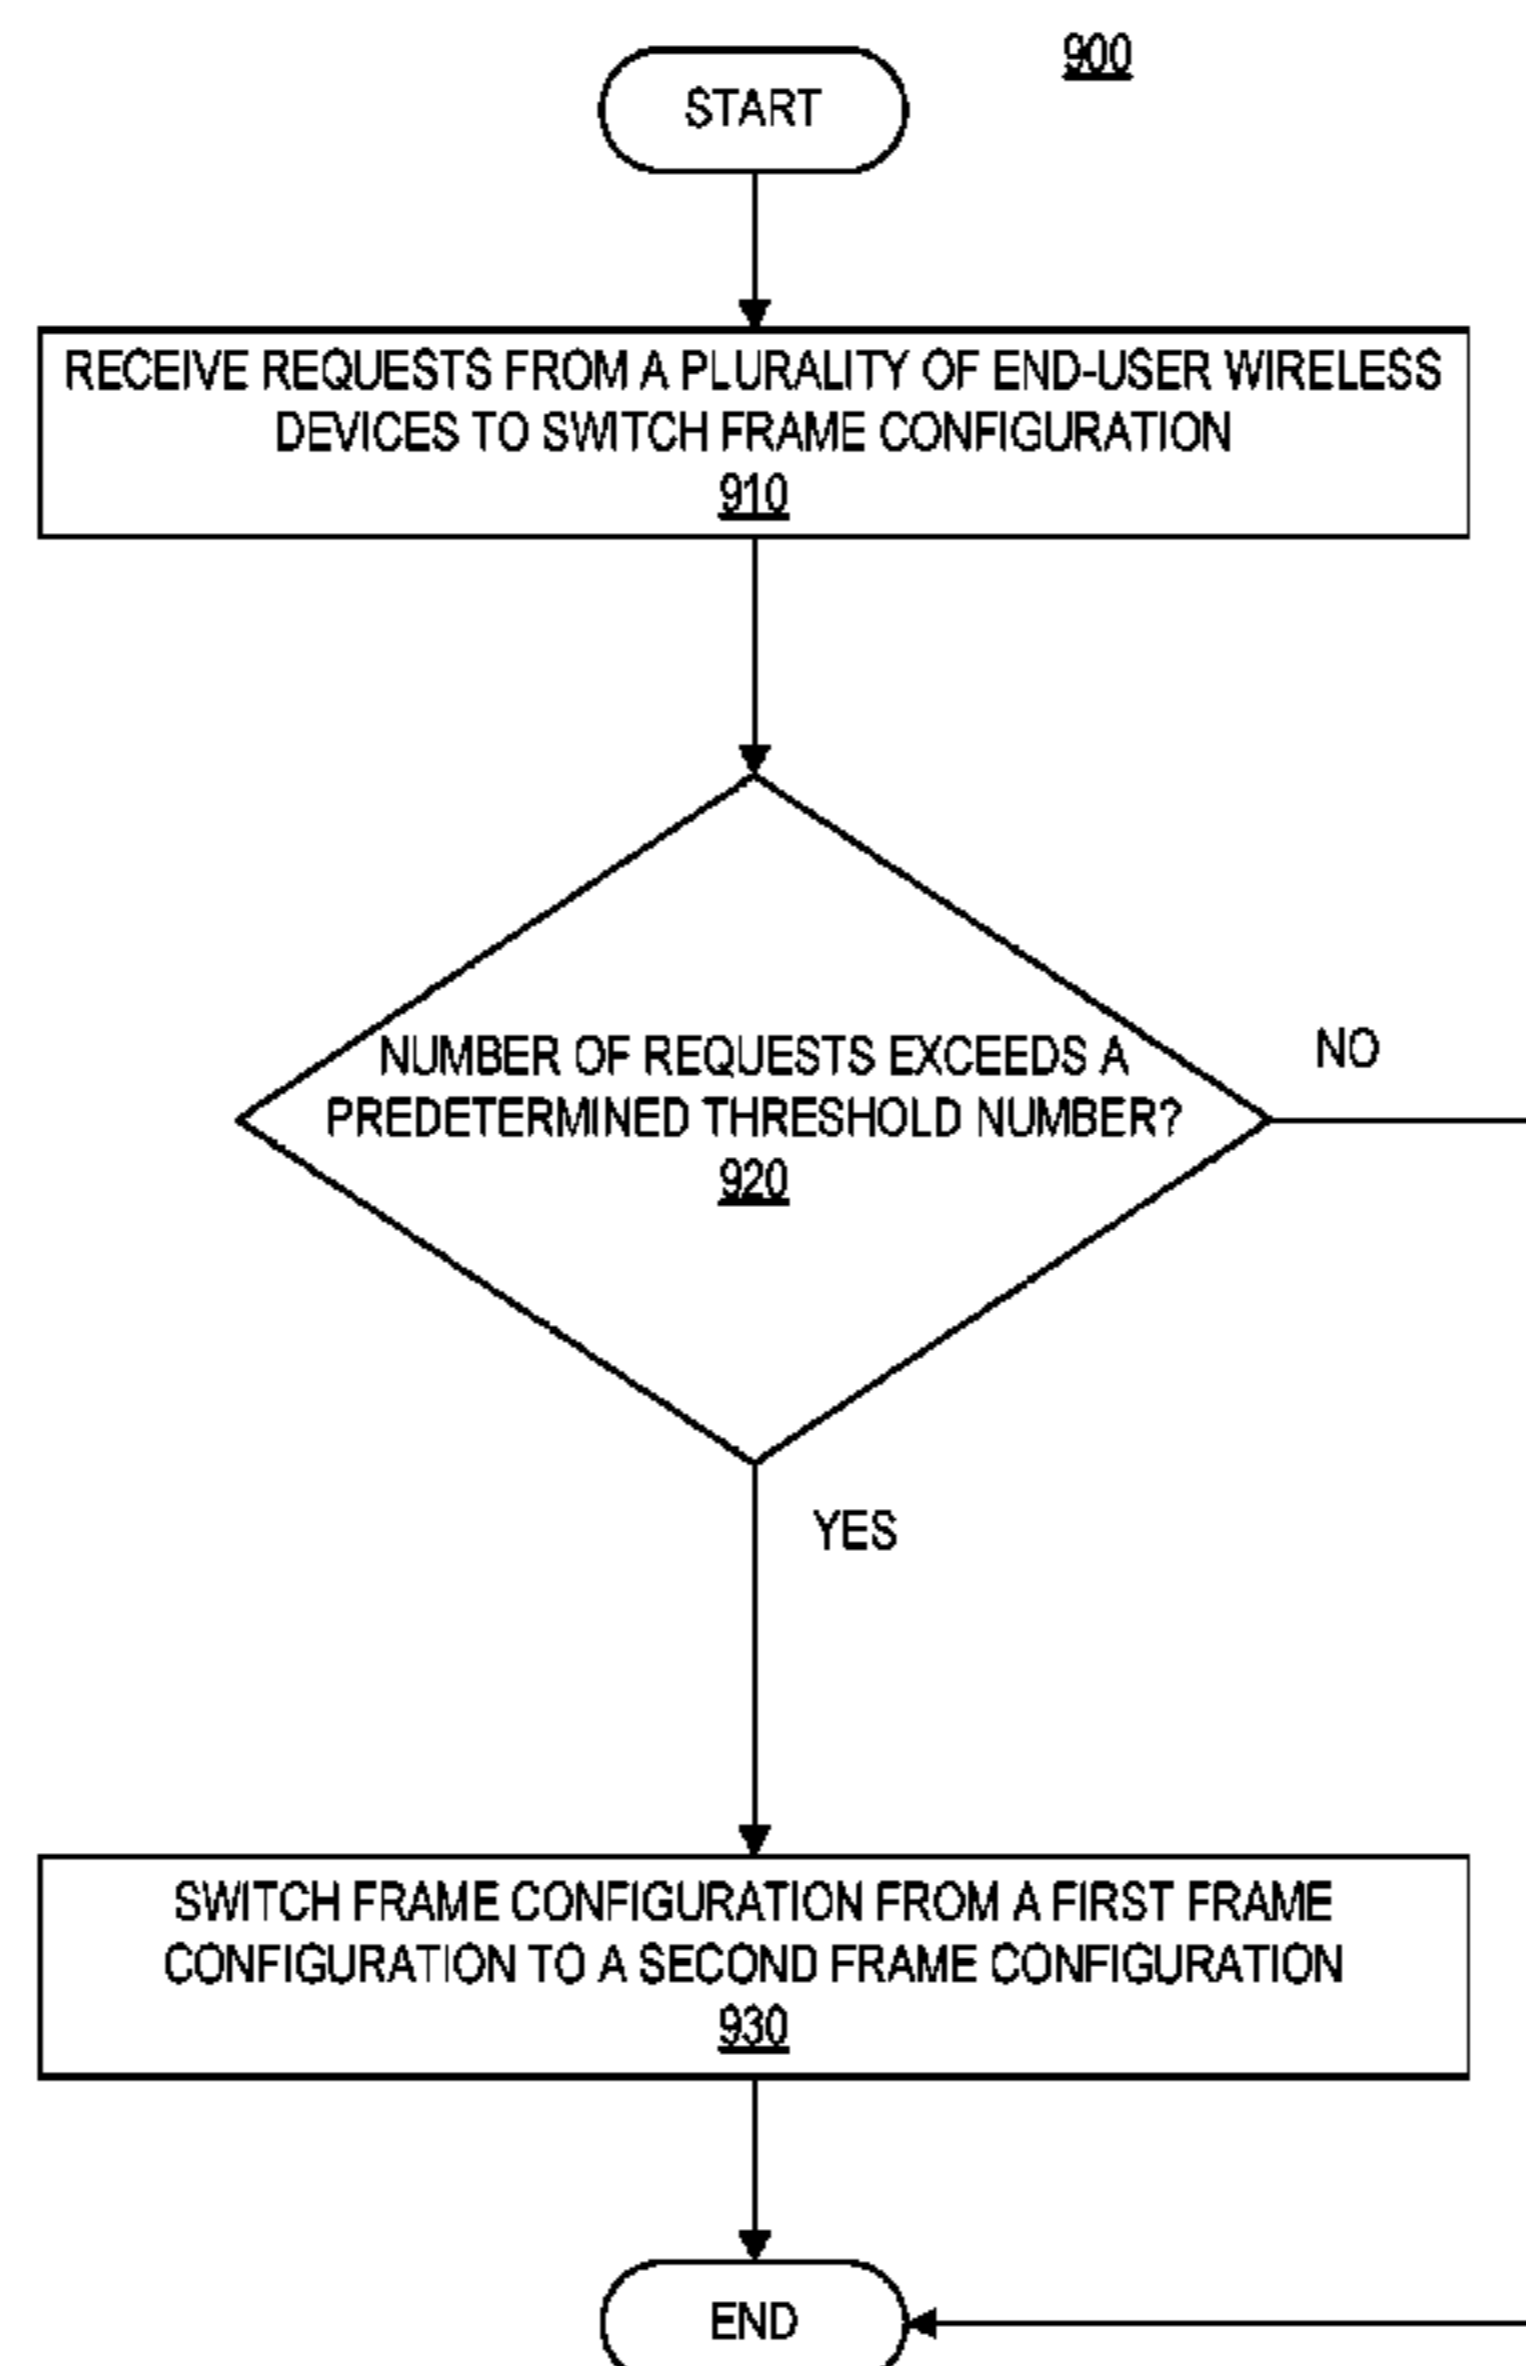 900
START
RECEIVE REQUESTS FROM A PLURALITY OF END-USER WIRELESS
DEVICES TO SWITCH FRAME CONFIGURATION
910
NUMBER OF REQUESTS EXCEEDS A
PREDETERMINED THRESHOLD NUMBER?
920
NO
YES
SWITCH FRAME CONFIGURATION FROM A FIRST FRAME
CONFIGURATION TO A SECOND FRAME CONFIGURATION
930
END